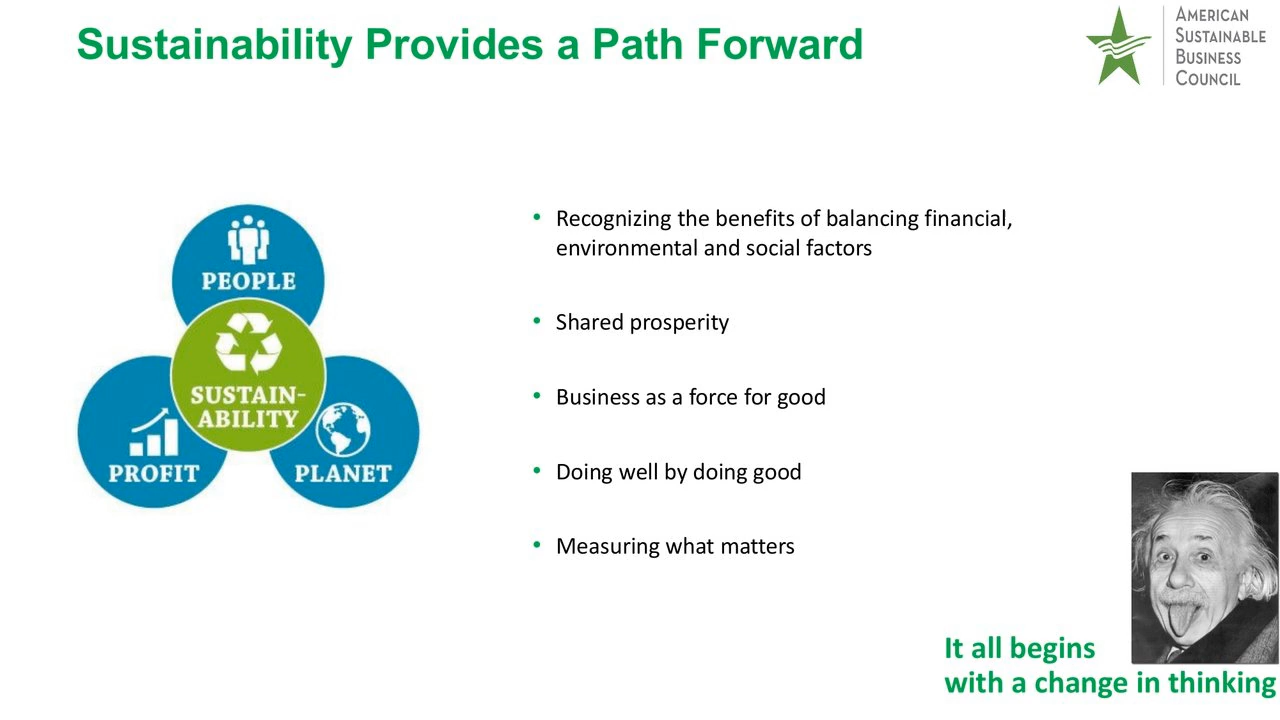 Sustainability Provides a Path Forward
AMERICAN
SUSTAINABLE
BUSINESS
COUNCIL
PEOPLE
SUSTAIN-
ABILITY
PROFIT
PLANET
• Recognizing the benefits of balancing financial,
environmental and social factors
• Shared prosperity
• Business as a force for good
• Doing well by doing good
• Measuring what matters
It all begins
with a change in thinking